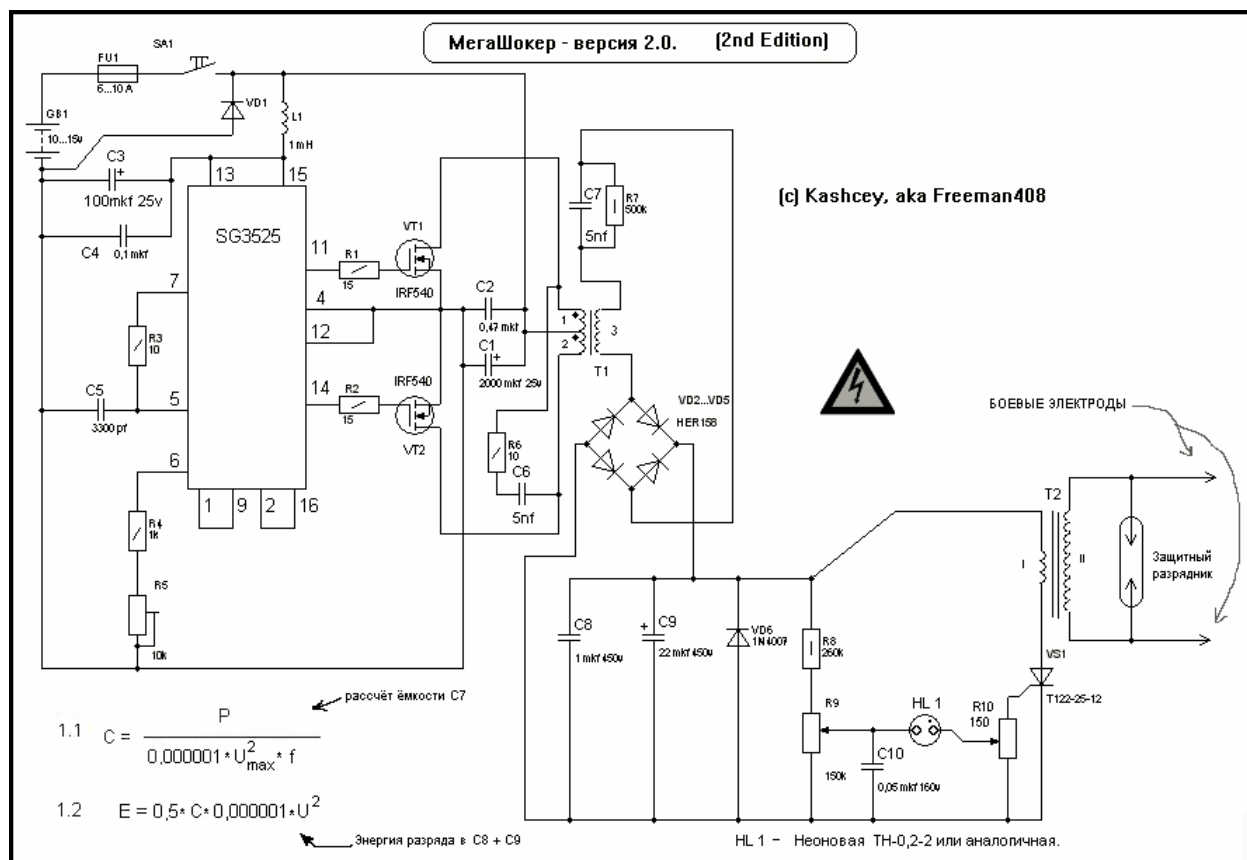 МегаШокер - версия 2.0. (2nd Edition)
SA1
FU1
6...10 A
VD1
GB1
10...15v
L1
1 mH
C3
+
100mkf 25v
13
15
C4
0,1 mkf
SG3525
(c) Kashcey, aka Freeman408
C7
5nf
R7
500k
VT1
IRF540
11
R1
15
7
4
12
C2
0,47 mkf
C1
+
2000 mkf 25v
1
2
3
T1
R3
10
C5
3300 pf
5
14
R2
15
IRF540
VT2
VD2...VD5
HER158
R6
10
C6
5nf
БОЕВЫЕ ЭЛЕКТРОДЫ
6
1
9
2
16
R4
1k
R5
10k
T2
I
II
Защитный
разрядник
C8
1 mkf 450v
+
C9
22 mkf 450v
VD6
1N4007
R8
260k
VS1
T122-25-12
R9
150k
HL 1
R10
150
C10
0,05 mkf 160v
рассчёт ёмкости C7
1.1 C = P / 0,000001 * U²max * f
1.2 E = 0,5 * C * 0,000001 * U²
Энергия разряда в C8 + C9
HL 1 - Неоновая ТН-0,2-2 или аналогичная.